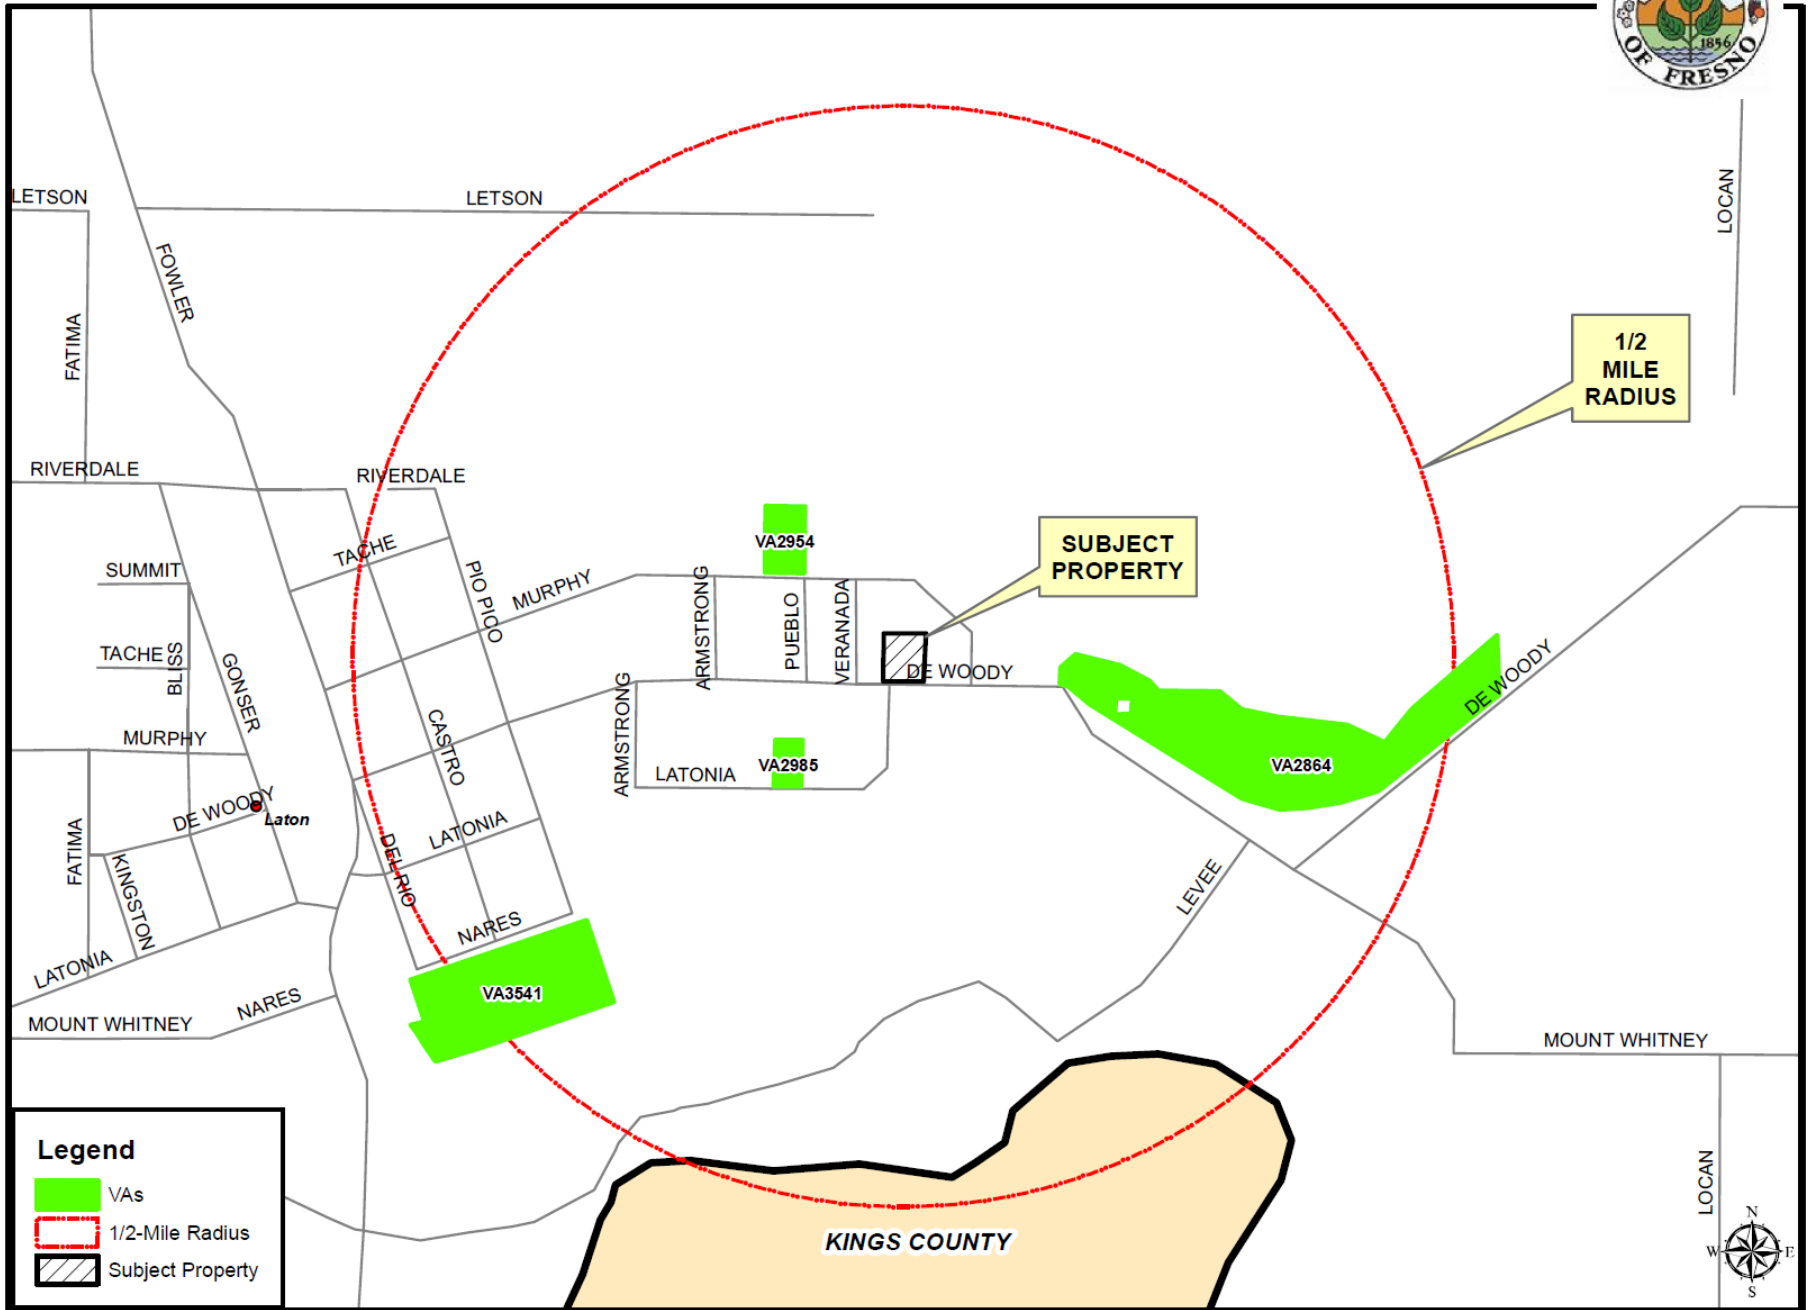 1856
OF FRESNO
LETSON
LETSON
LOCAN
FOWLER
FATIMA
1/2
MILE
RADIUS
RIVERDALE
RIVERDALE
VA2954
SUBJECT
PROPERTY
TACHE
SUMMIT
PIO PICO
MURPHY
ARMSTRONG
PUEBLO
VERANADA
TACHE
BLISS
GONSER
DE WOODY
DE WOODY
ARMSTRONG
CASTRO
MURPHY
LATONIA
VA2985
VA2864
DE WOODY
Laton
FATIMA
KINGSTON
DEL RIO
LATONIA
LEVEE
NARES
LATONIA
VA3541
NARES
MOUNT WHITNEY
MOUNT WHITNEY
Legend
VAs
1/2-Mile Radius
Subject Property
KINGS COUNTY
LOCAN
N
W
E
S